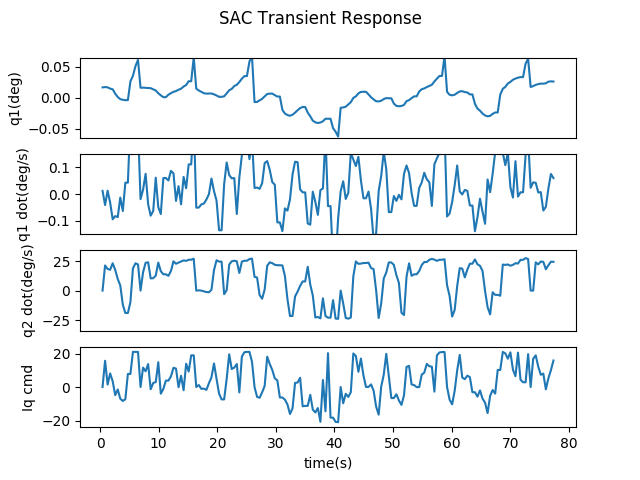 SAC Transient Response
q1(deg)
0.05
0.00
−0.05
q1 dot(deg/s)
0.1
0.0
−0.1
q2 dot(deg/s)
25
0
−25
Iq cmd
20
0
−20
0 10 20 30 40 50 60 70 80
time(s)